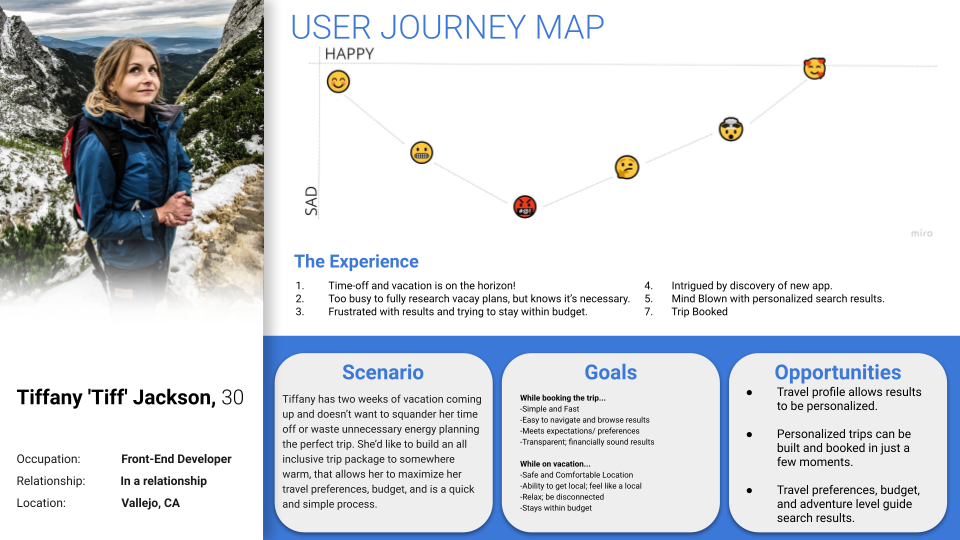 USER JOURNEY MAP
HAPPY
SAD
#@!
miro
The Experience
1. Time-off and vacation is on the horizon!
2. Too busy to fully research vacay plans, but knows it’s necessary.
3. Frustrated with results and trying to stay within budget.
4. Intrigued by discovery of new app.
5. Mind Blown with personalized search results.
7. Trip Booked
Tiffany 'Tiff' Jackson, 30
Occupation: Front-End Developer
Relationship: In a relationship
Location: Vallejo, CA
Scenario
Tiffany has two weeks of vacation coming
up and doesn’t want to squander her time
off or waste unnecessary energy planning
the perfect trip. She’d like to build an all
inclusive trip package to somewhere
warm, that allows her to maximize her
travel preferences, budget, and is a quick
and simple process.
Goals
While booking the trip...
-Simple and Fast
-Easy to navigate and browse results
-Meets expectations/ preferences
-Transparent; financially sound results
While on vacation...
-Safe and Comfortable Location
-Ability to get local; feel like a local
-Relax; be disconnected
-Stays within budget
Opportunities
● Travel profile allows results
to be personalized.
● Personalized trips can be
built and booked in just a
few moments.
● Travel preferences, budget,
and adventure level guide
search results.